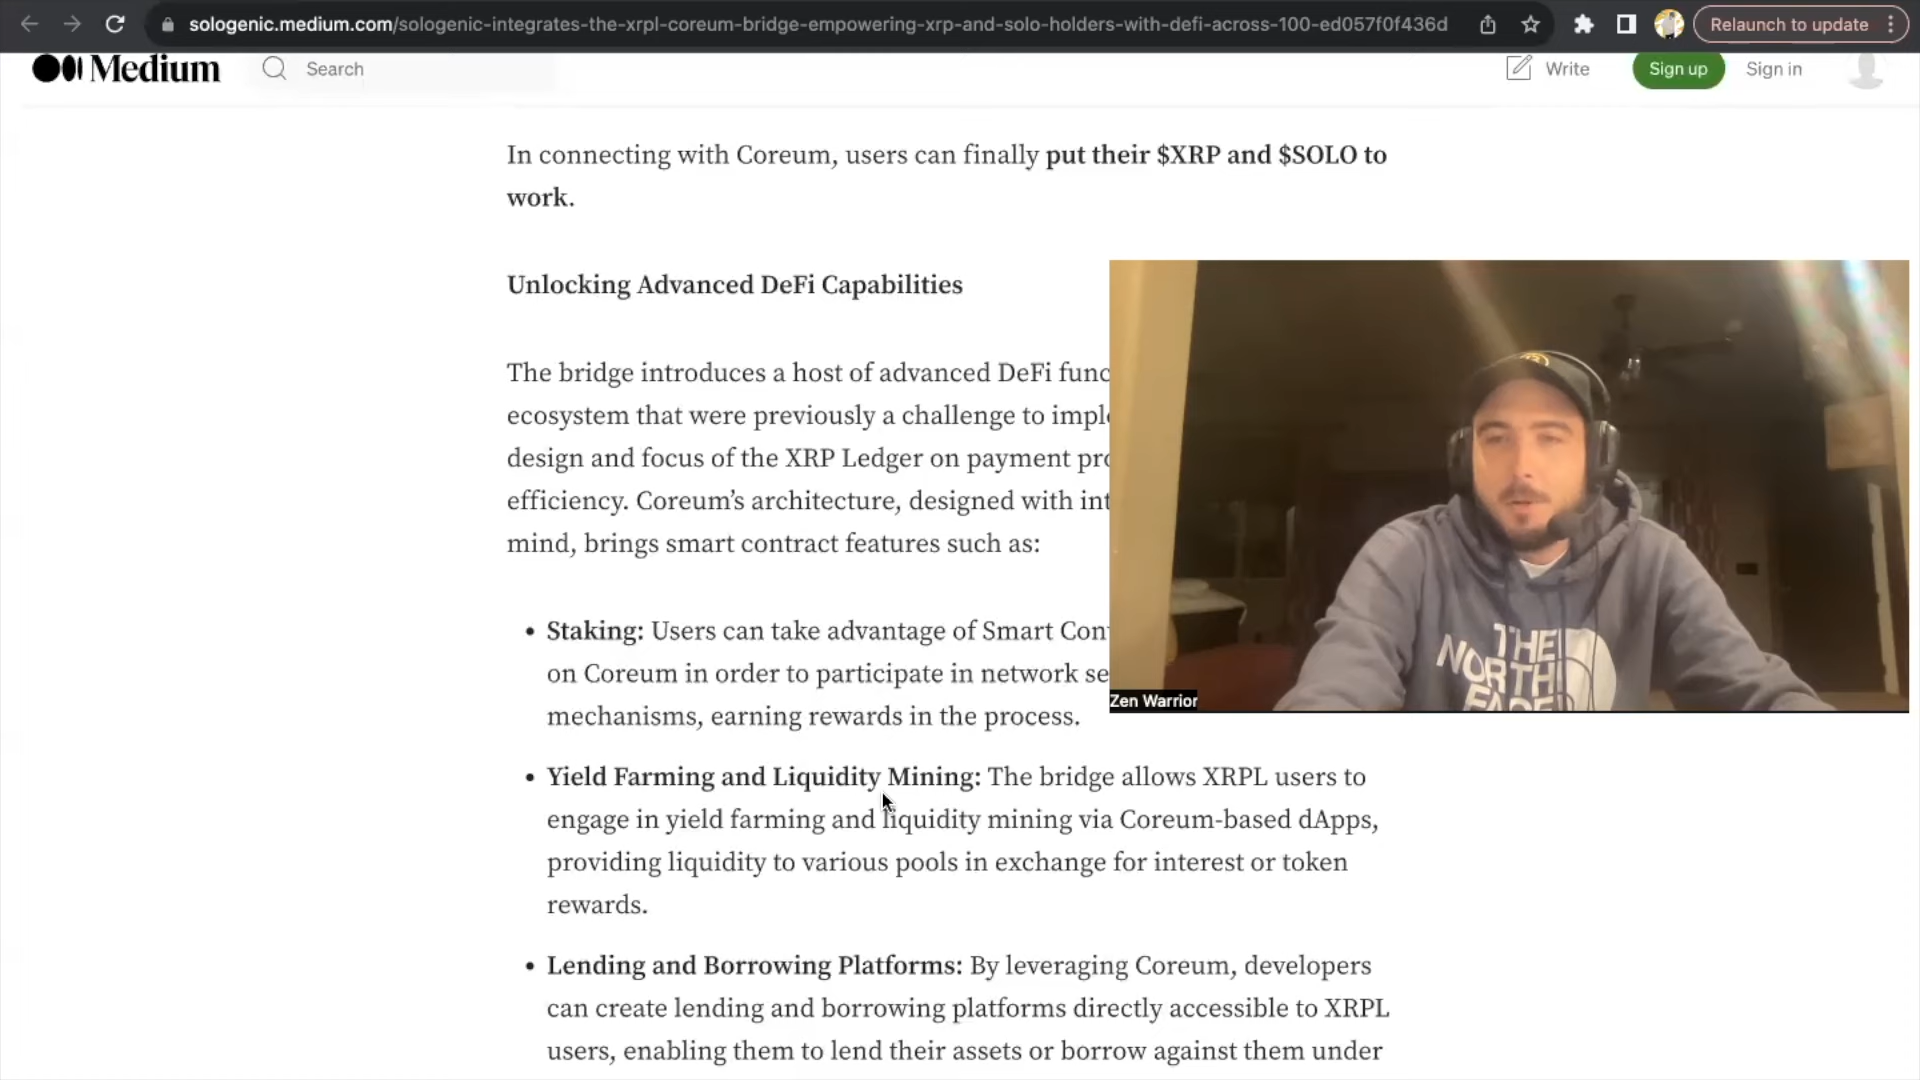 sologenic.medium.com/sologenic-integrates-the-xrpl-coreum-bridge-empowering-xrp-and-solo-holders-with-defi-across-100-ed057f0f436d
Relaunch to update
Medium
Search
Write
Sign up
Sign in
In connecting with Coreum, users can finally put their $XRP and $SOLO to
work.
Unlocking Advanced DeFi Capabilities
The bridge introduces a host of advanced DeFi func
ecosystem that were previously a challenge to impl
design and focus of the XRP Ledger on payment pro
efficiency. Coreum’s architecture, designed with int
mind, brings smart contract features such as:
• Staking: Users can take advantage of Smart Con
on Coreum in order to participate in network se
mechanisms, earning rewards in the process.
THE
NORTH
FACE
Zen Warrior
• Yield Farming and Liquidity Mining: The bridge allows XRPL users to
engage in yield farming and liquidity mining via Coreum-based dApps,
providing liquidity to various pools in exchange for interest or token
rewards.
• Lending and Borrowing Platforms: By leveraging Coreum, developers
can create lending and borrowing platforms directly accessible to XRPL
users, enabling them to lend their assets or borrow against them under